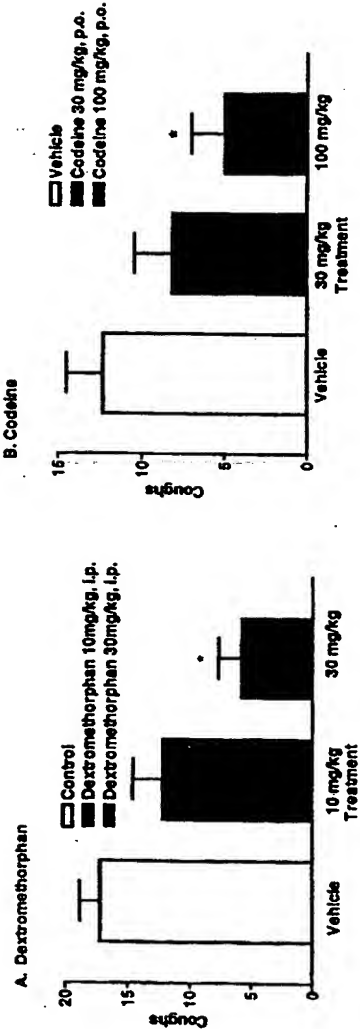 A. Dextromethorphan
Control
Dextromethorphan 10mg/kg, i.p.
Dextromethorphan 30mg/kg, i.p.
20
15
10
5
0
Coughs
Vehicle
10 mg/kg
30 mg/kg
Treatment
B. Codeine
Vehicle
Codeine 30 mg/kg, p.o.
Codeine 100 mg/kg, p.o.
15
10
5
0
Coughs
Vehicle
30 mg/kg
100 mg/kg
Treatment
*
*